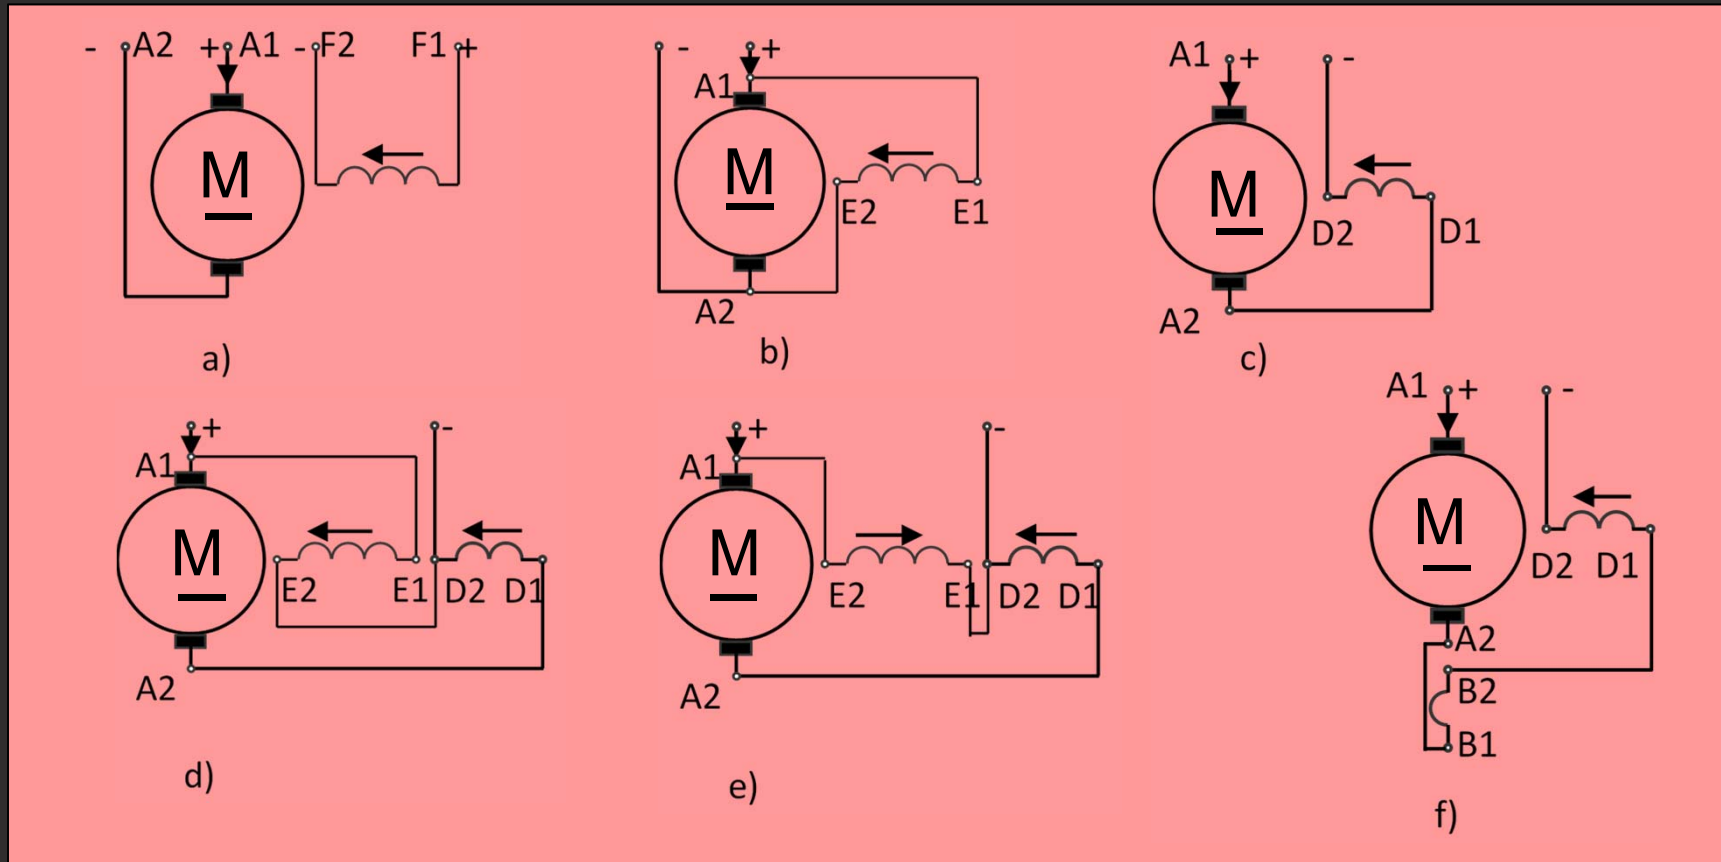 - A2 + A1 - F2 F1 +
M
a)
- +
A1
M
E2 E1
A2
b)
A1 + -
M
D2 D1
A2
c)
+ -
A1
M
E2 E1 D2 D1
A2
d)
+ -
A1
M
E2 E1 D2 D1
A2
e)
A1 + -
M
D2 D1
A2
B2
B1
f)